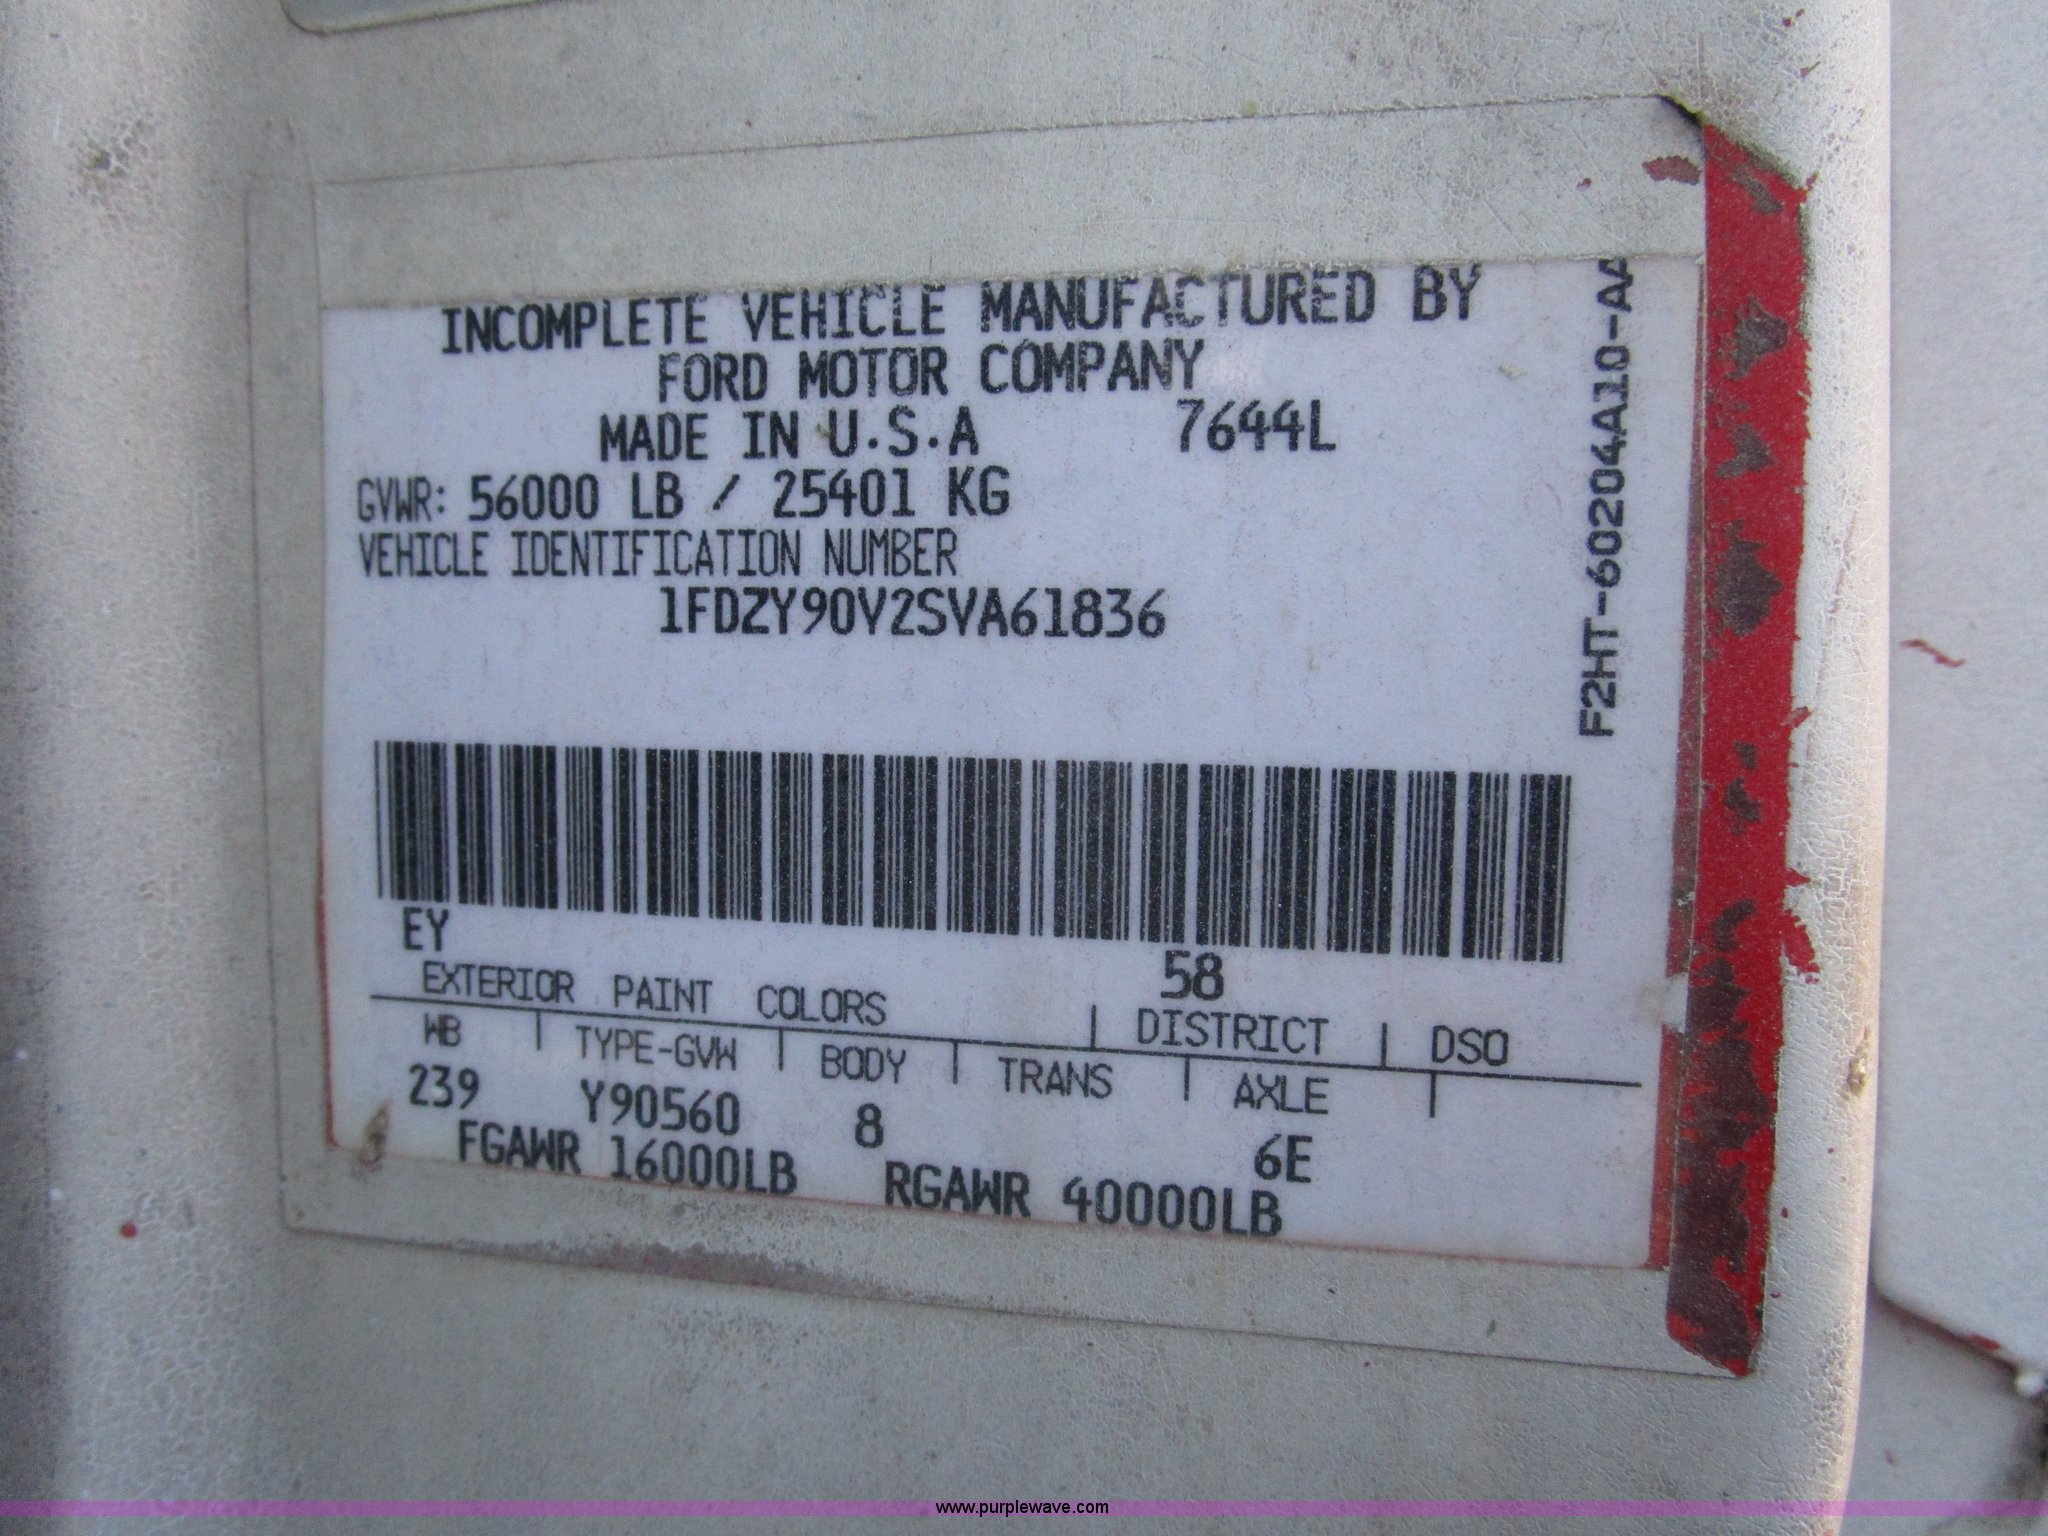 INCOMPLETE VEHICLE MANUFACTURED BY
FORD MOTOR COMPANY
MADE IN U.S.A 7644L
GVWR: 56000 LB / 25401 KG
VEHICLE IDENTIFICATION NUMBER
1FDZY90V2SVA61836
F2HT-60204A10-AA
EY 58
EXTERIOR PAINT COLORS DISTRICT DSO
WB TYPE-GVW BODY TRANS AXLE
239 Y90560 8 6E
FGAWR 16000LB RGAWR 40000LB
www.purplewave.com